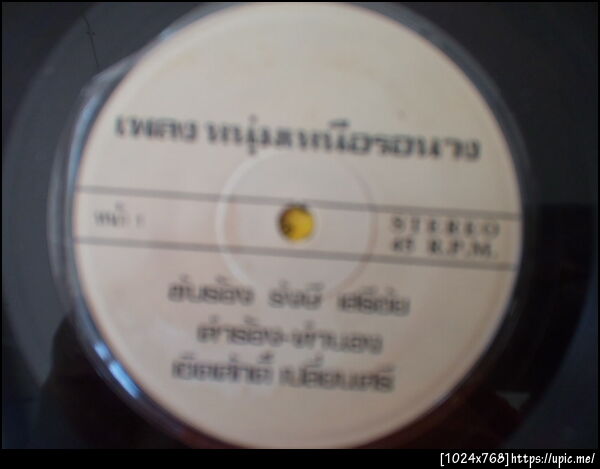 เพลง หนุ่มเหนือรอนาง
หน้า 1
STEREO
45 R.P.M.
ขับร้อง รังษี เสรีชัย
คำร้อง-ทำนอง
[1024x768]https://upic.me/